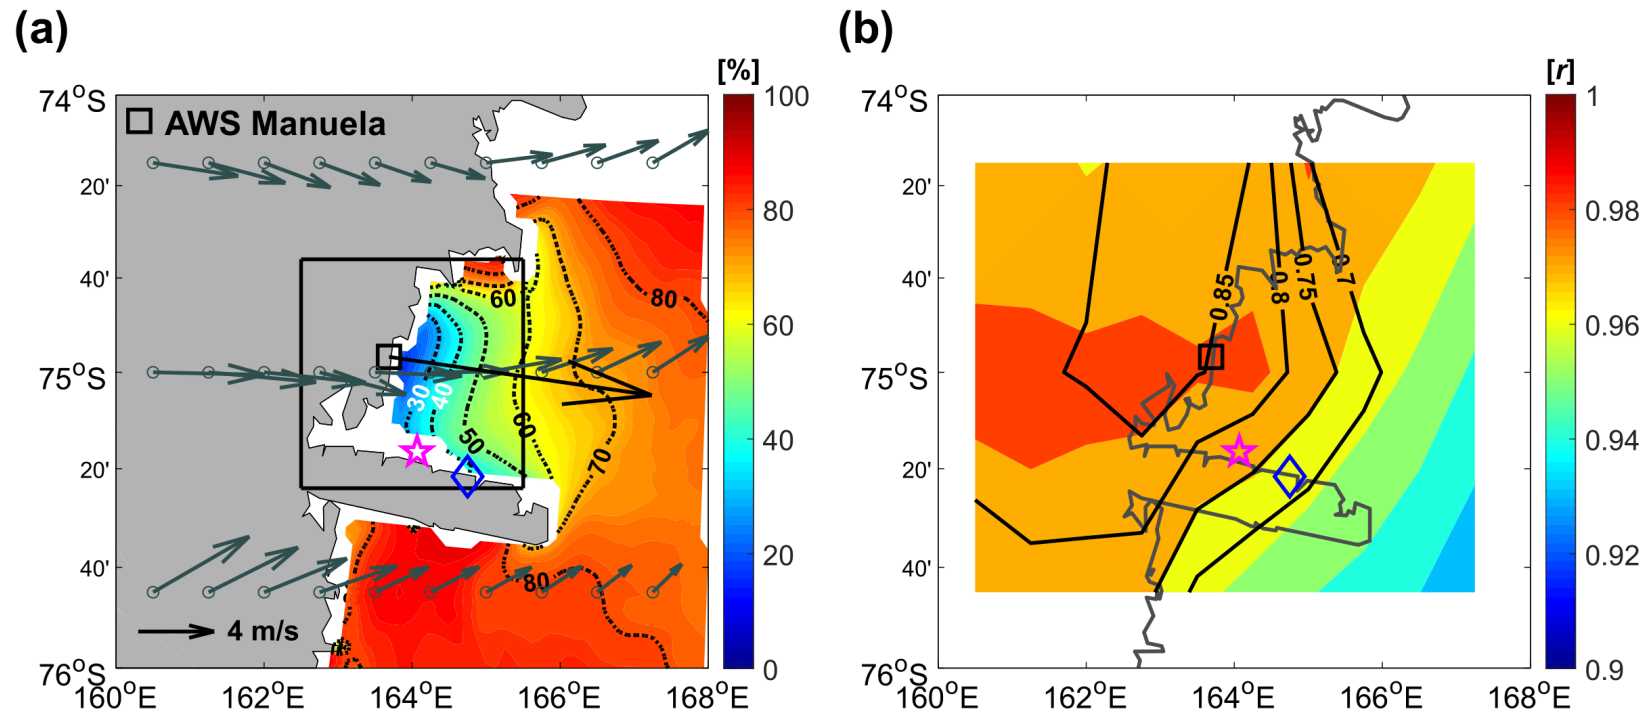 (a)
[%]
74°S
20'
40'
75°S
20'
40'
76°S
160°E
162°E
164°E
166°E
168°E
AWS Manuela
4 m/s
60
80
30
40
50
60
70
80
100
80
60
40
20
0
(b)
[r]
74°S
20'
40'
75°S
20'
40'
76°S
160°E
162°E
164°E
166°E
168°E
0.85
0.8
0.75
0.7
1
0.98
0.96
0.94
0.92
0.9